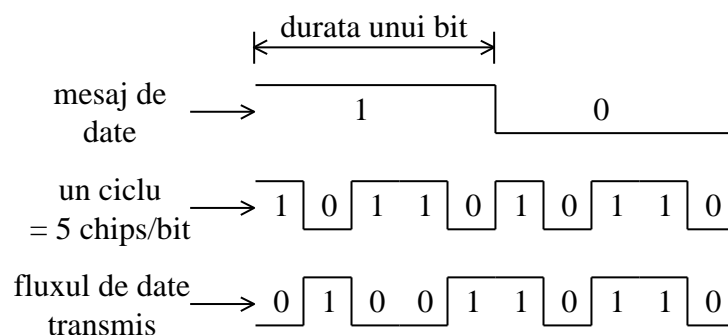 durata unui bit
mesaj de
date
1 0
un ciclu
= 5 chips/bit
1 0 1 1 0 1 0 1 1 0
fluxul de date
transmis
0 1 0 0 1 1 0 1 1 0